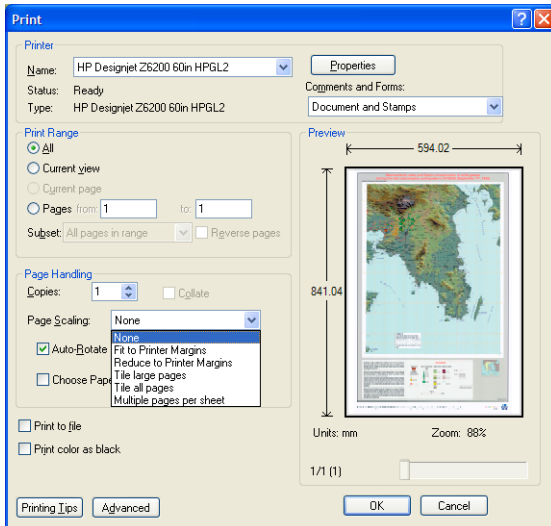 Print
Printer
Name: HP Designjet Z6200 60in HPGL2
Properties
Status: Ready
Type: HP Designjet Z6200 60in HPGL2
Comments and Forms:
Document and Stamps
Print Range
All
Current view
Current page
Pages from: 1 to: 1
Subset: All pages in range
Reverse pages
Page Handling
Copies: 1
Collate
Page Scaling: None
None
Fit to Printer Margins
Reduce to Printer Margins
Tile large pages
Tile all pages
Multiple pages per sheet
Auto-Rotate
Choose Pape
Print to file
Print color as black
Preview
594.02
841.04
Units: mm
Zoom: 88%
1/1 (1)
Printing Tips
Advanced
OK
Cancel